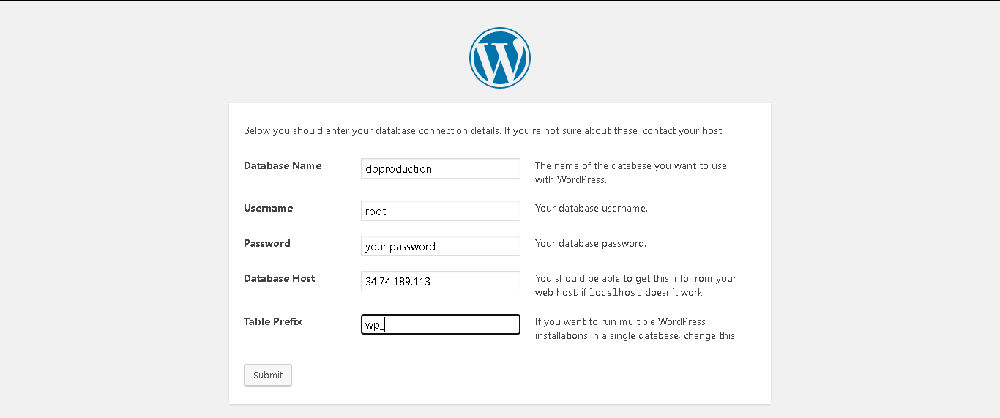 W
Below you should enter your database connection details. If you’re not sure about these, contact your host.
Database Name
dbproduction
The name of the database you want to use
with WordPress.
Username
root
Your database username.
Password
your password
Your database password.
Database Host
34.74.189.113
You should be able to get this info from your
web host, if localhost doesn’t work.
Table Prefix
wp_
If you want to run multiple WordPress
installations in a single database, change this.
Submit